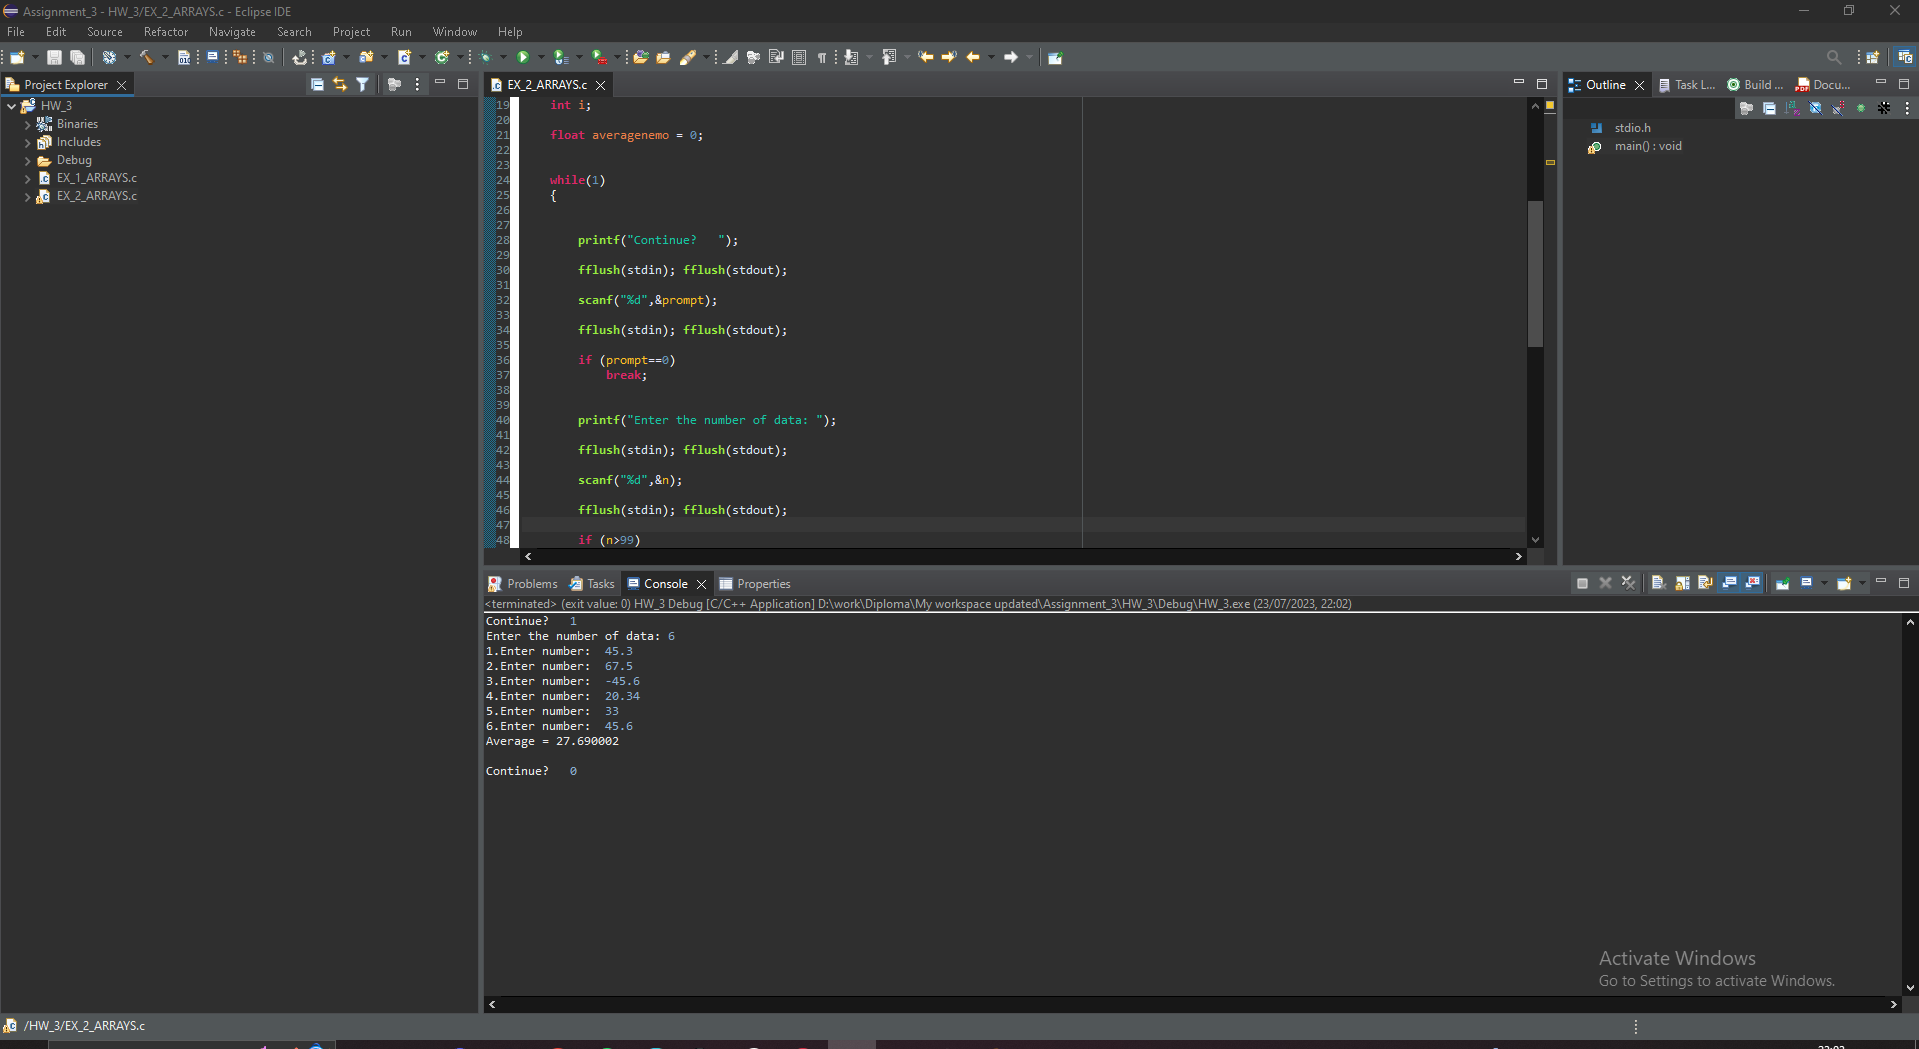 Assignment_3 - HW_3/EX_2_ARRAYS.c - Eclipse IDE
File Edit Source Refactor Navigate Search Project Run Window Help
Project Explorer
HW_3
Binaries
Includes
Debug
EX_1_ARRAYS.c
EX_2_ARRAYS.c
EX_2_ARRAYS.c
19 int i;
20
21 float averagenemo = 0;
22
23
24 while(1)
25 {
26
27
28 printf("Continue?   ");
29
30 fflush(stdin); fflush(stdout);
31
32 scanf("%d",&prompt);
33
34 fflush(stdin); fflush(stdout);
35
36 if (prompt==0)
37 break;
38
39
40 printf("Enter the number of data: ");
41
42 fflush(stdin); fflush(stdout);
43
44 scanf("%d",&n);
45
46 fflush(stdin); fflush(stdout);
47
48 if (n>99)
Outline Task L... Build ... Docu...
stdio.h
main() : void
Problems Tasks Console Properties
<terminated> (exit value: 0) HW_3 Debug [C/C++ Application] D:\work\Diploma\My workspace updated\Assignment_3\HW_3\Debug\HW_3.exe (23/07/2023, 22:02)
Continue?   1
Enter the number of data: 6
1.Enter number:  45.3
2.Enter number:  67.5
3.Enter number:  -45.6
4.Enter number:  20.34
5.Enter number:  33
6.Enter number:  45.6
Average = 27.690002
Continue?   0
Activate Windows
Go to Settings to activate Windows.
/HW_3/EX_2_ARRAYS.c